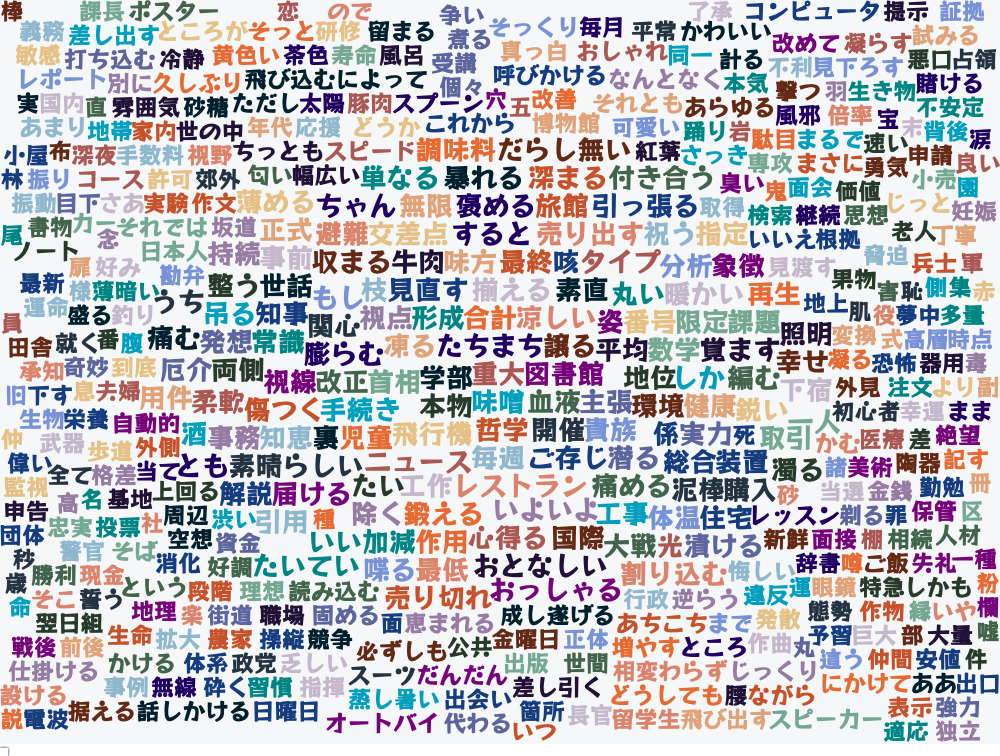 棒 課長 ポスター 恋 ので 争い 了承 コンピュータ 提示 証拠
義務 差し出す ところが そっと 研修 留まる 煮る そっくり 毎月 平常 かわいい 改めて 凝らす 試みる
敏感 打ち込む 冷静 黄色い 茶色 寿命 風呂 受講 真っ白 おしゃれ 同一 計る 不利 見下ろす 悪口 占領
レポート 別に 久しぶり 飛び込む によって 個々 呼びかける なんとなく 本気 撃つ 羽 生き物 賭ける
実 国内 直 雰囲気 砂糖 ただし 太陽 豚肉 スプーン 穴 五 改善 それとも あらゆる 風邪 倍率 宝 不安定
あまり 地帯 家内 世の中 年代 応援 どうか これから 博物館 可愛い 踊り 岩 駄目 まるで 速い 末 背後 涙
小屋 布 深夜 手数料 視野 ちっとも スピード 調味料 だらし無い 紅葉 さっき 専攻 まさに 勇気 申請 良い
林 振り コース 許可 郊外 匂い 幅広い 単なる 暴れる 深まる 付き合う 臭い 鬼 面会 価値 小売 園
振動 目下 さあ 実験 作文 薄める ちゃん 無限 褒める 旅館 引っ張る 取得 検索 継続 思想 じっと 妊娠
尾 書物 カー 念 それでは 坂道 正式 避難 交差点 すると 売り出す 祝う 指定 いいえ 根拠 老人 丁寧
ノート 扉 好み 日本人 持続 事前 収まる 牛肉 味方 最終 咳 タイプ 分析 象徴 見渡す 脅迫 兵士 軍
最新 様 薄暗い 勘弁 整う 世話 もし 枝 見直す 揃える 素直 丸い 暖かい 再生 果物 害 恥 側 集 赤
運命 盛る 釣り うち 吊る 知事 関心 視点 形成 合計 涼しい 姿 番号 限定 課題 地上 肌 役 夢中 多量
員 田舎 就く 番 腹 痛む 発想 常識 膨らむ 凍る たちまち 譲る 平均 数学 覚ます 照明 変換 式 高層 時点
承知 奇妙 到底 厄介 両側 視線 改正 首相 学部 重大 図書館 地位 しか 編む 幸せ 凝る 恐怖 器用 毒
旧 下す 息 夫婦 用件 柔軟 傷つく 手続き 本物 味噌 血液 主張 環境 健康 鋭い 下宿 外見 注文 より 副
生物 栄養 自動的 酒 事務 知恵 裏 児童 飛行機 哲学 開催 貴族 係 実力 死 取引 一人 初心者 幸運 まま
仲 武器 歩道 外側 かむ 医療 差 絶望
偉い 全て 格差 当て とも 素晴らしい ニュース 毎週 ご存じ 潜る 総合 装置 濁る 諸 美術 陶器 記す
監視 高 名 基地 上回る 解説 届ける たい 工作 レストラン 痛める 泥棒 購入 砂 当選 金銭 勤勉 冊
申告 忠実 投票 社 周辺 渋い 引用 種 除く 鍛える いよいよ 工事 体温 住宅 レッスン 剃る 罪 保管 区
団体 警官 そば 空想 資金 いい加減 作用 心得る 国際 大戦 光 漬ける 新鮮 面接 棚 相続 人材
秒 歳 勝利 現金 消化 好調 たいてい 喋る 最低 おとなしい 割り込む 悔しい 辞書 噂 ご飯 失礼 一種
命 そこ 誓う という 段階 理想 読み込む 売り切れ おっしゃる 行政 逆らう 違反 運 眼鏡 特急 しかも 粉
翌日 組 地理 楽 街道 職場 固める 面 恵まれる 成し遂げる あちこち まで 発散 態勢 作物 緑 いや 欄
戦後 前後 生命 拡大 農家 操縦 競争 必ずしも 公共 金曜日 正体 増やす ところ 作曲 丸 予習 巨大 部 大量 嘘
仕掛ける かける 体系 政党 乏しい スーツ だんだん 出版 世間 相変わらず じっくり 違う 仲間 安値 件
設ける 事例 無線 砕く 習慣 指揮 蒸し暑い 出会い 差し引く どうしても 腰 ながら にかけて ああ 出口
説 電波 据える 話しかける 日曜日 オートバイ 代わる 箇所 長官 留学生 飛び出す スピーカー 表示 強力
いつ 適応 独立